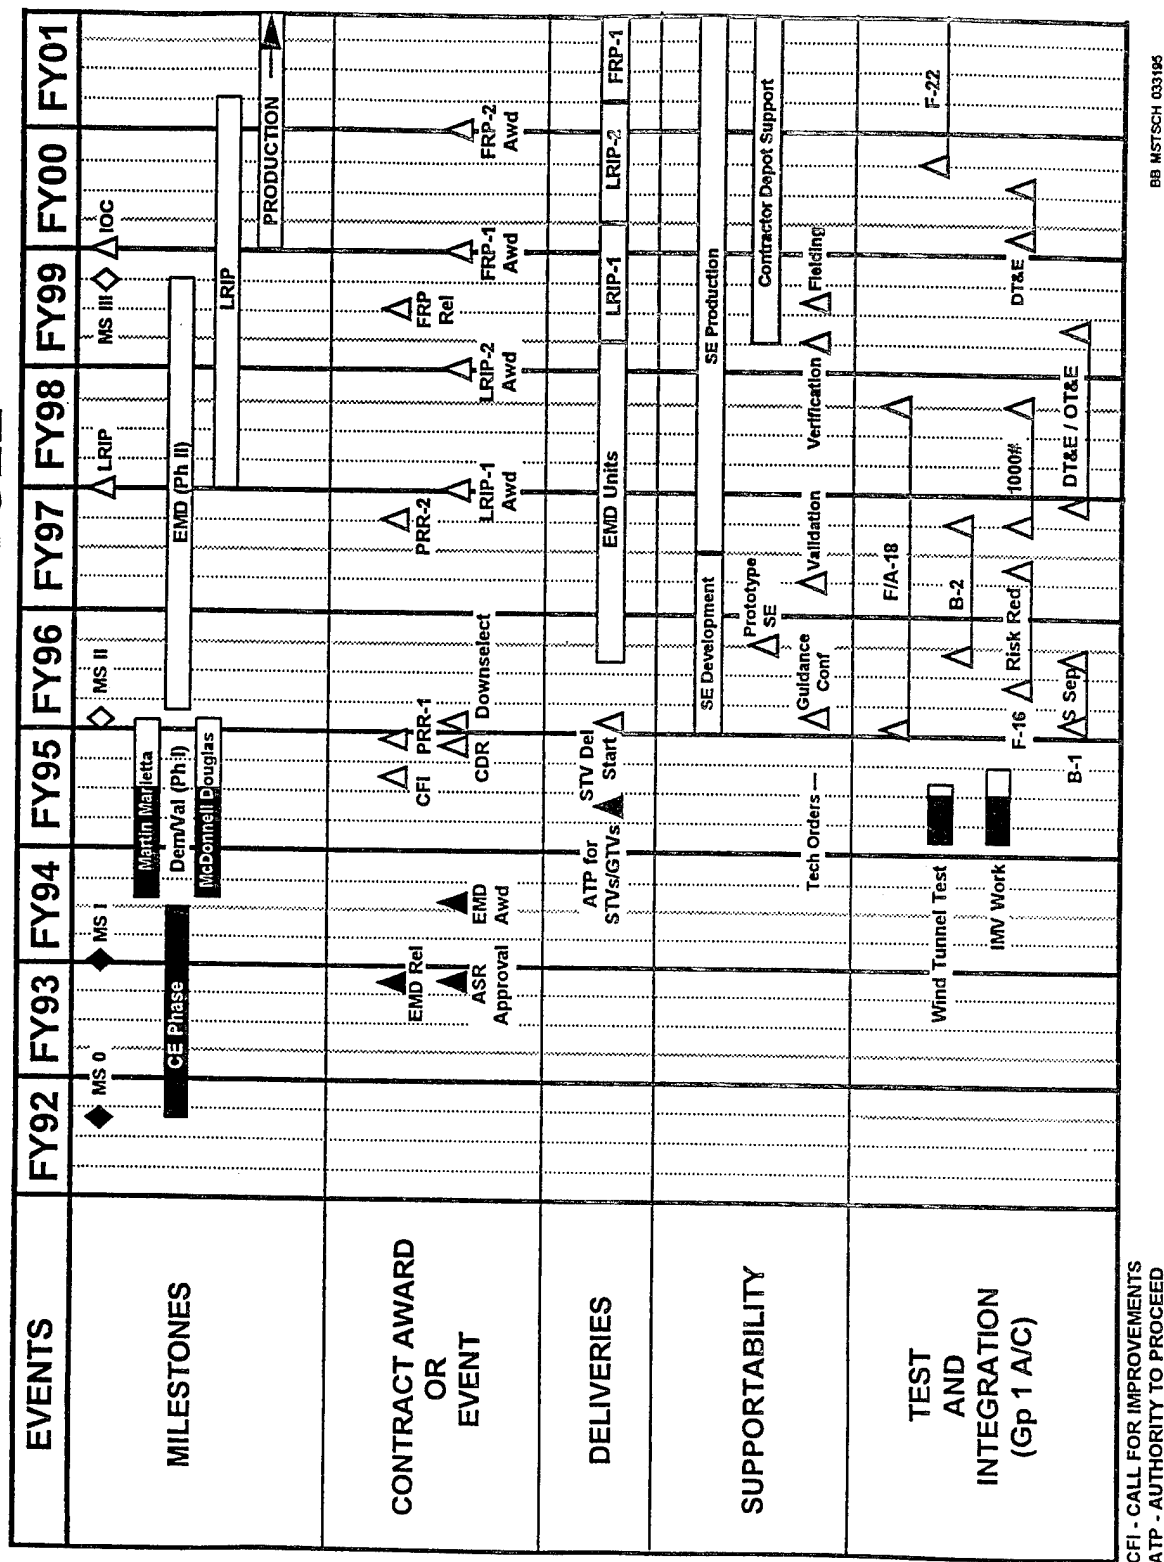 EVENTS
FY92
FY93
FY94
FY95
FY96
FY97
FY98
FY99
FY00
FY01
MILESTONES
MS 0
MS I
MS II
LRIP
MS III
IOC
CE Phase
Martin Marietta
Dem/Val (Ph I)
McDonnell Douglas
EMD (Ph II)
LRIP
PRODUCTION
CONTRACT AWARD
OR
EVENT
EMD Rel
ASR
Approval
EMD
Awd
CFI
PRR-1
CDR
Downselect
PRR-2
LRIP-1
Awd
LRIP-2
Awd
FRP
Rel
FRP-1
Awd
FRP-2
Awd
DELIVERIES
ATP for
STVs/GTVs
STV Del
Start
EMD Units
LRIP-1
LRIP-2
FRP-1
SUPPORTABILITY
SE Development
SE Production
Prototype
SE
Contractor Depot Support
Tech Orders
Guidance
Conf
Validation
Verification
Fielding
TEST
AND
INTEGRATION
(Gp 1 A/C)
Wind Tunnel Test
IMV Work
F/A-18
B-2
F-22
F-16
Risk Red
1000#
DT&E
B-1
S Sep
DT&E / OT&E
CFI - CALL FOR IMPROVEMENTS
ATP - AUTHORITY TO PROCEED
BB MSTSCH 033195